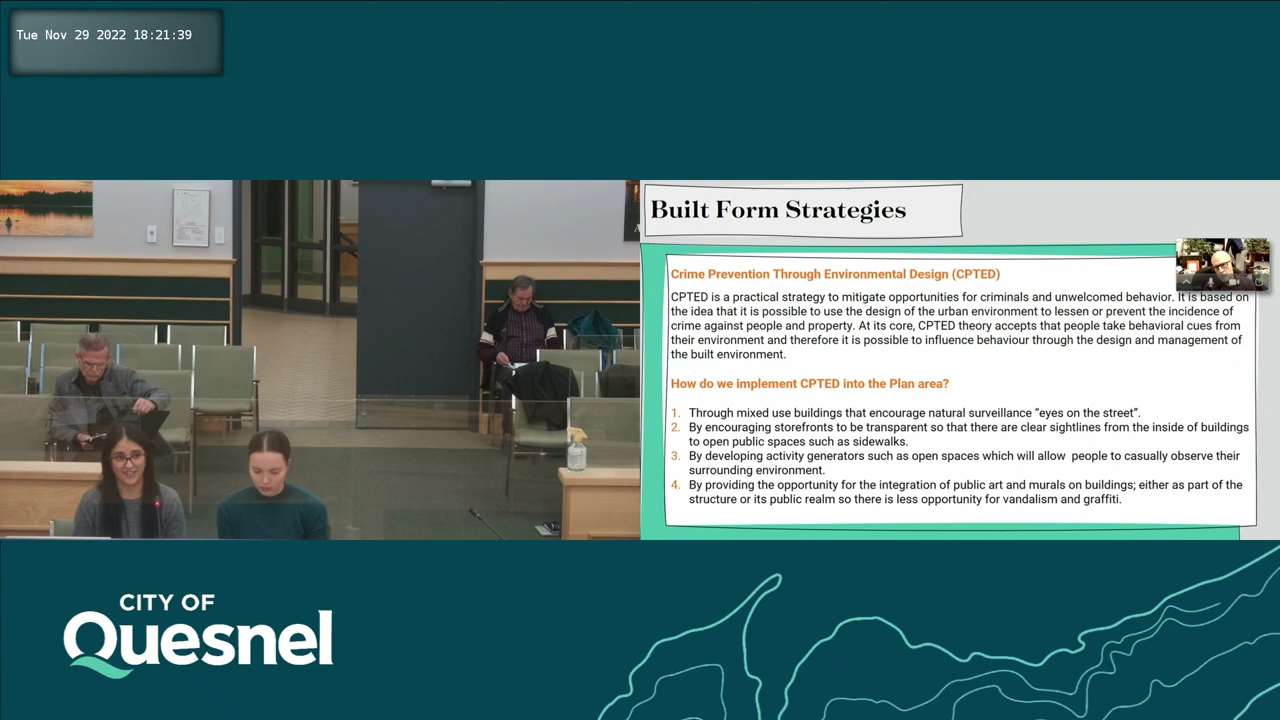 Tue Nov 29 2022 18:21:39
Built Form Strategies
Crime Prevention Through Environmental Design (CPTED)
CPTED is a practical strategy to mitigate opportunities for criminals and unwelcomed behavior. It is based on
the idea that it is possible to use the design of the urban environment to lessen or prevent the incidence of
crime against people and property. At its core, CPTED theory accepts that people take behavioral cues from
their environment and therefore it is possible to influence behaviour through the design and management of
the built environment.
How do we implement CPTED into the Plan area?
1. Through mixed use buildings that encourage natural surveillance “eyes on the street”.
2. By encouraging storefronts to be transparent so that there are clear sightlines from the inside of buildings
to open public spaces such as sidewalks.
3. By developing activity generators such as open spaces which will allow people to casually observe their
surrounding environment.
4. By providing the opportunity for the integration of public art and murals on buildings; either as part of the
structure or its public realm so there is less opportunity for vandalism and graffiti.
CITY OF
Quesnel